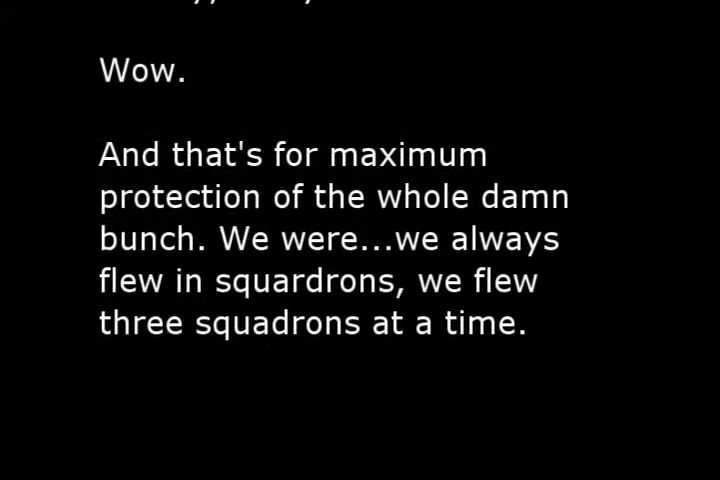 Wow.
And that's for maximum
protection of the whole damn
bunch. We were...we always
flew in squardrons, we flew
three squadrons at a time.